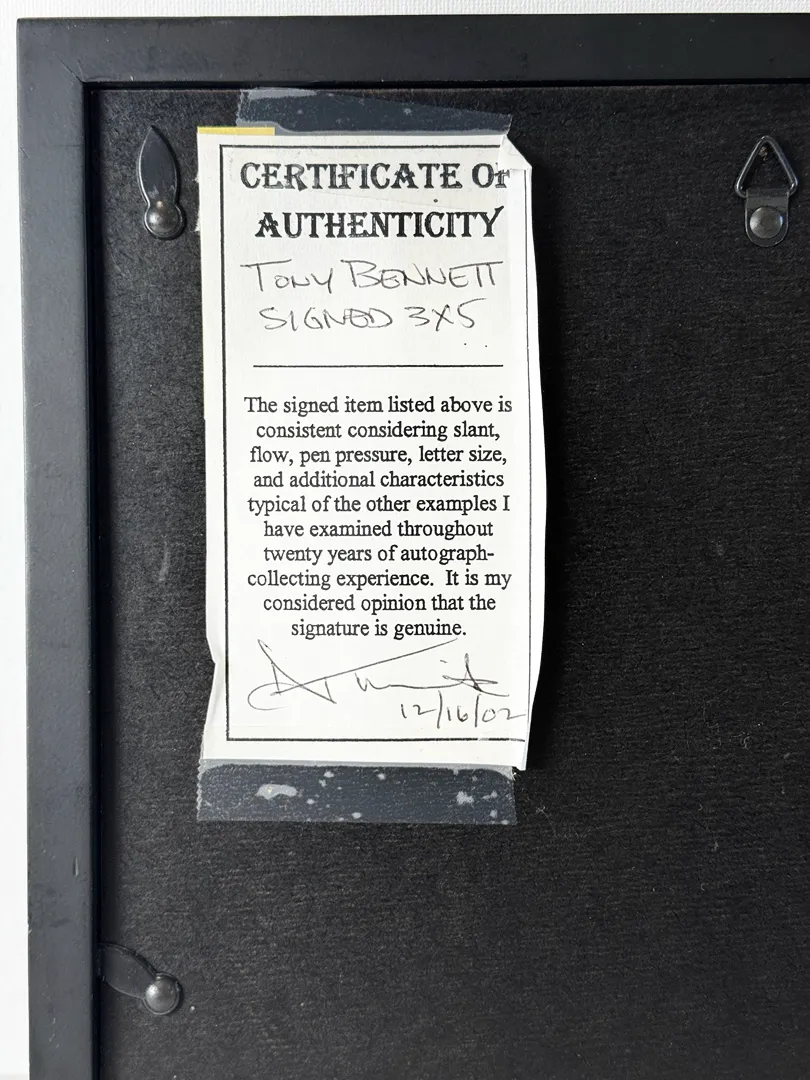 CERTIFICATE OF
AUTHENTICITY
TONY BENNETT
SIGNED 3X5
The signed item listed above is
consistent considering slant,
flow, pen pressure, letter size,
and additional characteristics
typical of the other examples I
have examined throughout
twenty years of autograph-
collecting experience. It is my
considered opinion that the
signature is genuine.
12/16/02